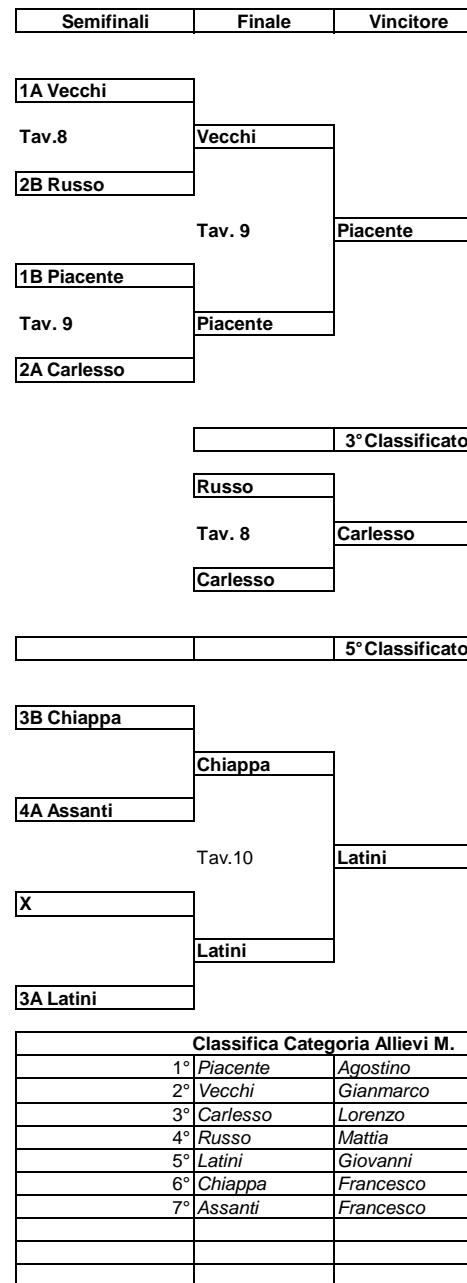 Semifinali Finale Vincitore
1A Vecchi
Tav.8 Vecchi
2B Russo
Tav. 9 Piacente
1B Piacente
Tav. 9 Piacente
2A Carlesso
3°Classificato
Russo
Tav. 8 Carlesso
Carlesso
5°Classificato
3B Chiappa
Chiappa
4A Assanti
Tav.10 Latini
X
Latini
3A Latini
Classifica Categoria Allievi M.
1° Piacente Agostino
2° Vecchi Gianmarco
3° Carlesso Lorenzo
4° Russo Mattia
5° Latini Giovanni
6° Chiappa Francesco
7° Assanti Francesco